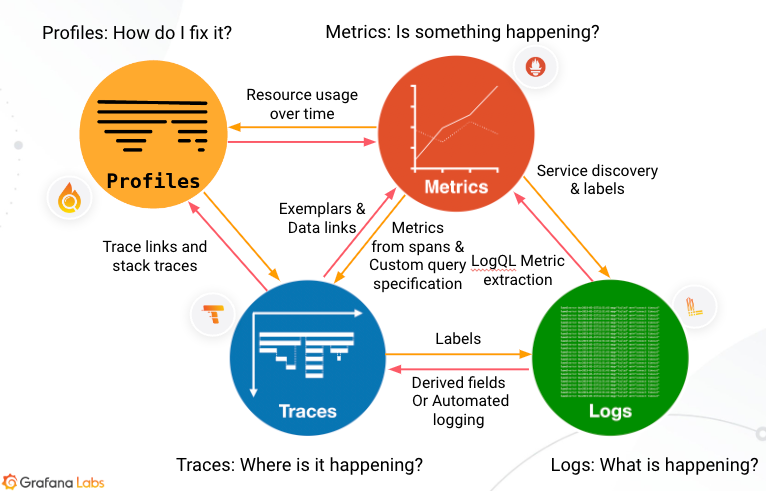 Profiles: How do I fix it?
Metrics: Is something happening?
Resource usage
over time
Profiles
Metrics
Service discovery
& labels
Exemplars &
Data links
Metrics
from spans &
Custom query
specification
LogQL Metric
extraction
Trace links and
stack traces
Labels
Traces
Derived fields
Or Automated
logging
Logs
Traces: Where is it happening?
Logs: What is happening?
Grafana Labs